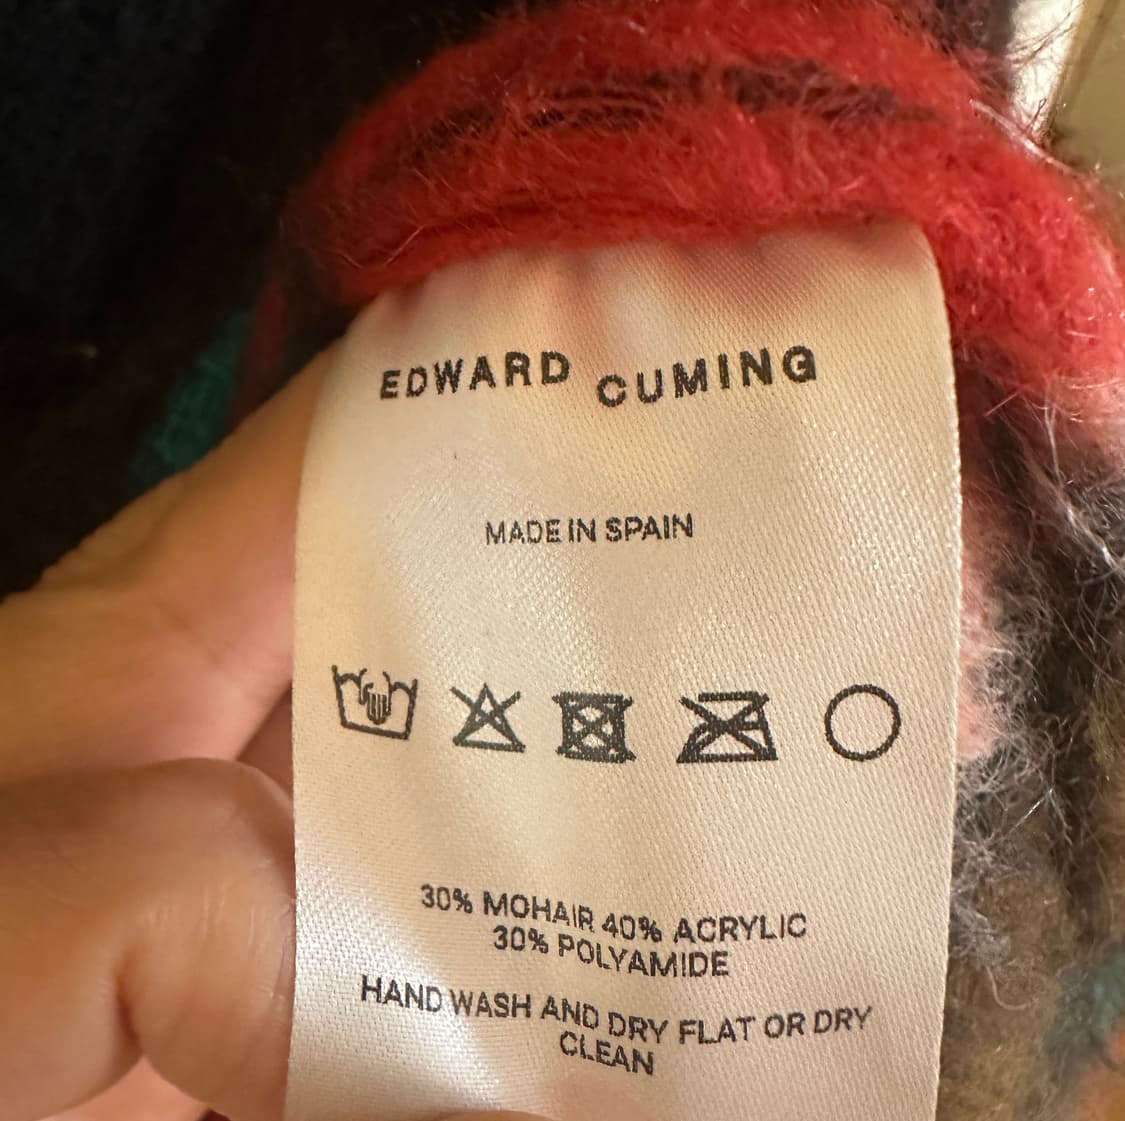 EDWARD CUMING
MADE IN SPAIN
30% MOHAIR 40% ACRYLIC
30% POLYAMIDE
HAND WASH AND DRY FLAT OR DRY
CLEAN